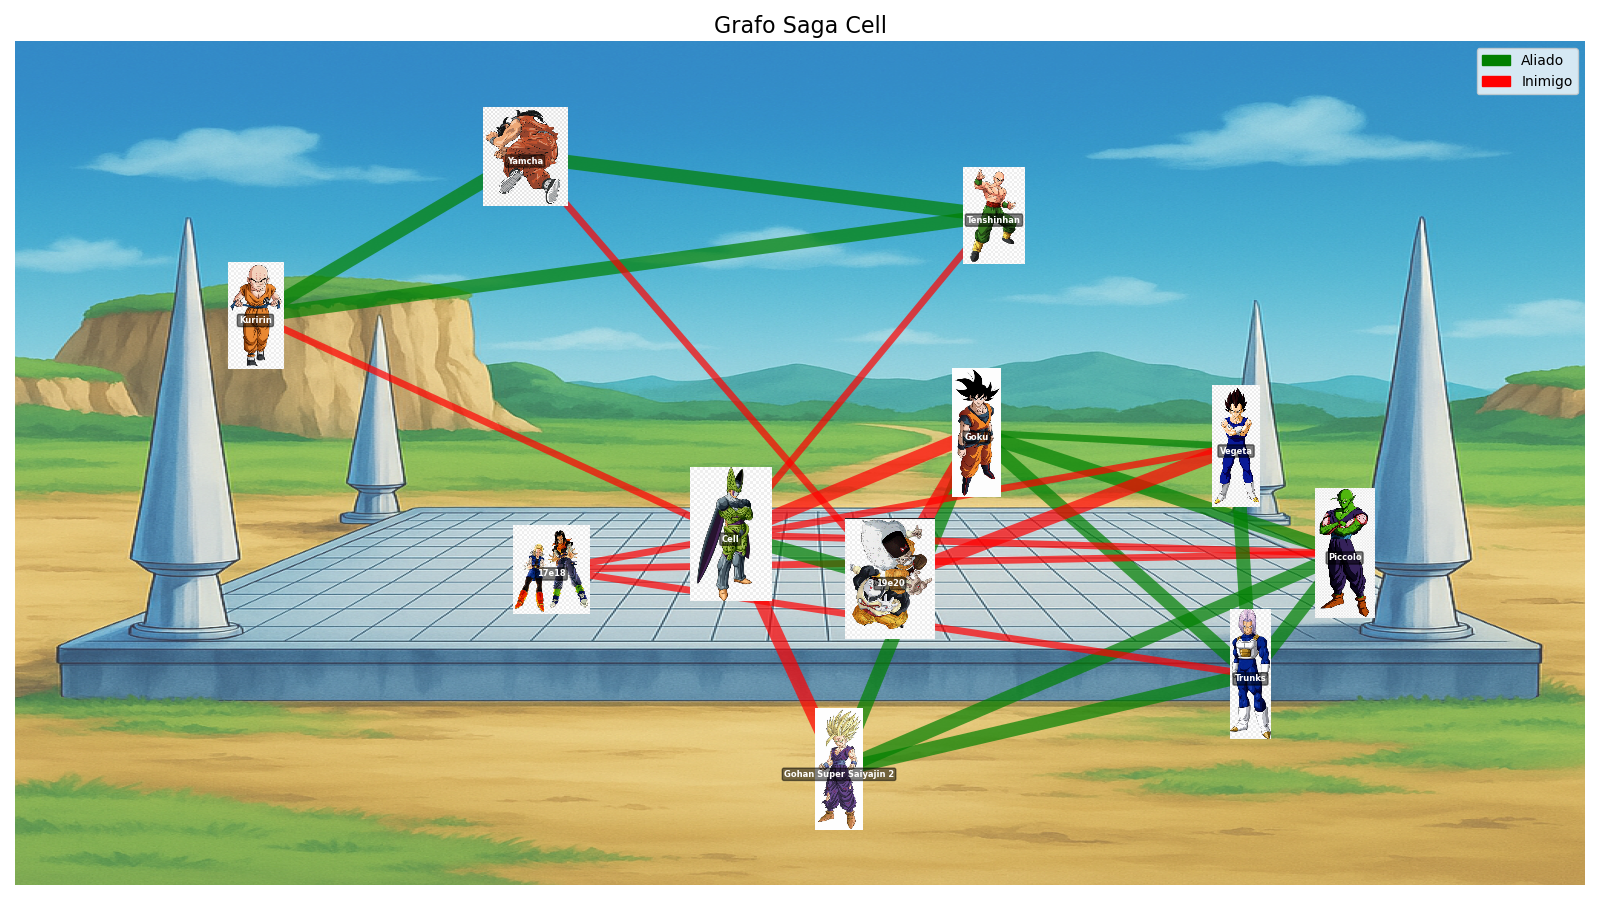 Grafo Saga Cell
Aliado
Inimigo
Yamcha
Tenshinhan
Kuririn
Goku
Vegeta
Cell
Piccolo
17e18
19e20
Trunks
Gohan Super Saiyajin 2